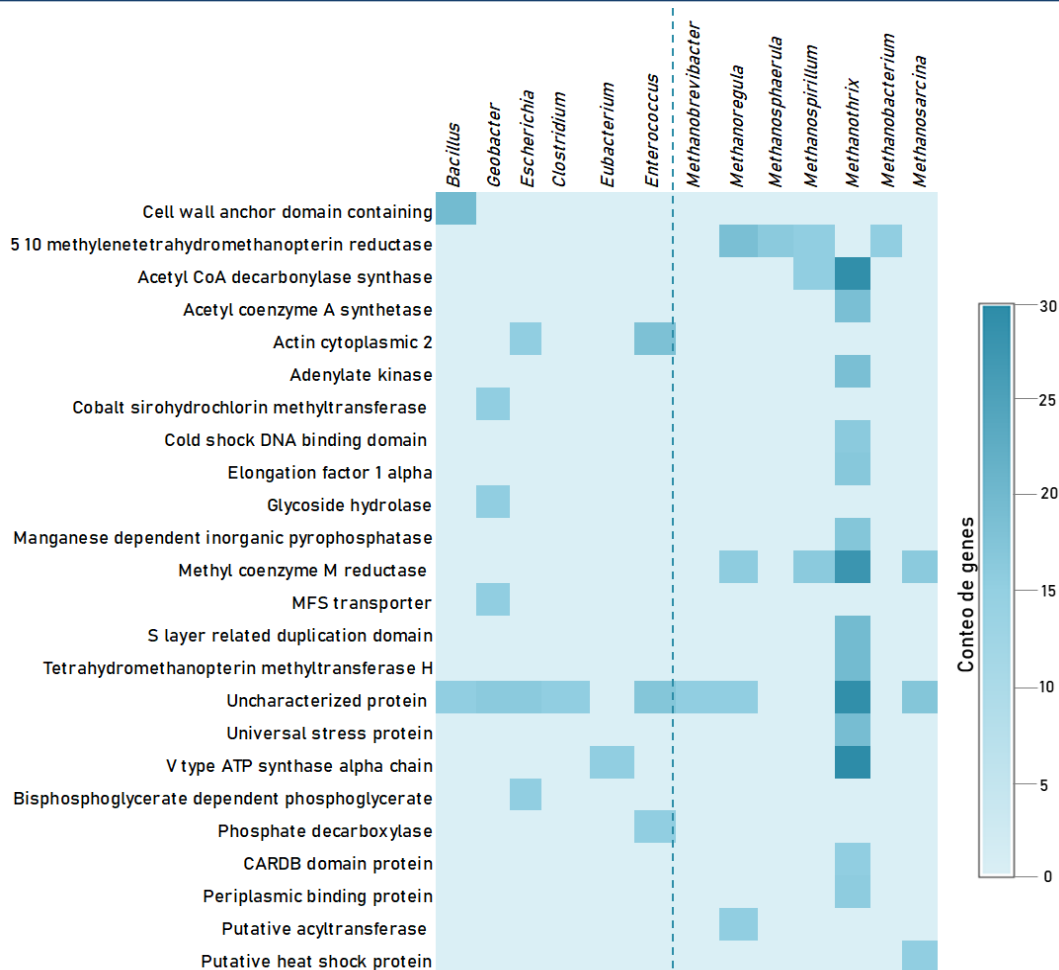 Bacillus
Geobacter
Escherichia
Clostridium
Eubacterium
Enterococcus
Methanobrevibacter
Methanoregula
Methanosphaerula
Methanospirillum
Methanothrix
Methanobacterium
Methanosarcina
Cell wall anchor domain containing
5 10 methylenetetrahydromethanopterin reductase
Acetyl CoA decarbonylase synthase
Acetyl coenzyme A synthetase
Actin cytoplasmic 2
Adenylate kinase
Cobalt sirohydrochlorin methyltransferase
Cold shock DNA binding domain
Elongation factor 1 alpha
Glycoside hydrolase
Manganese dependent inorganic pyrophosphatase
Methyl coenzyme M reductase
MFS transporter
S layer related duplication domain
Tetrahydromethanopterin methyltransferase H
Uncharacterized protein
Universal stress protein
V type ATP synthase alpha chain
Bisphosphoglycerate dependent phosphoglycerate
Phosphate decarboxylase
CARDB domain protein
Periplasmic binding protein
Putative acyltransferase
Putative heat shock protein
Conteo de genes
30
25
20
15
10
5
0